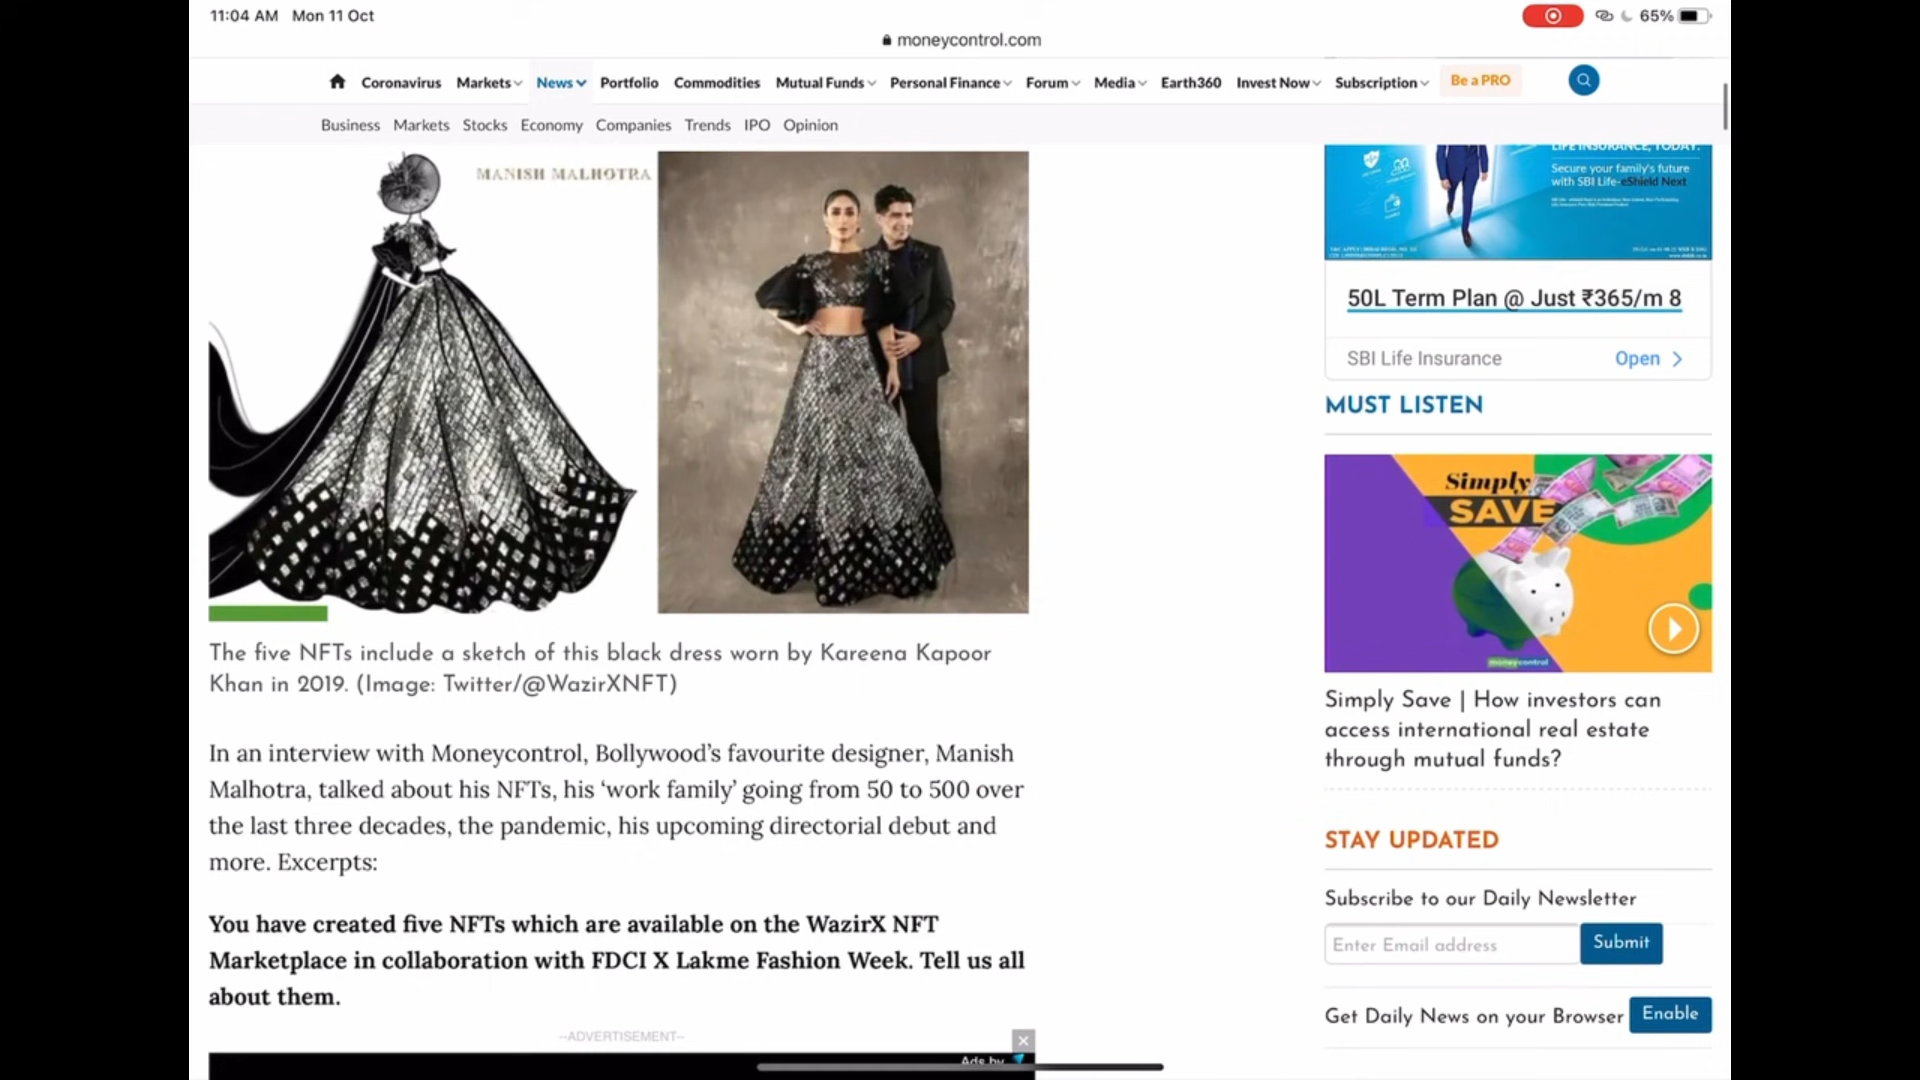 11:04 AM Mon 11 Oct
65%
moneycontrol.com
Coronavirus Markets News Portfolio Commodities Mutual Funds Personal Finance Forum Media Earth360 Invest Now Subscription Be a PRO
Business Markets Stocks Economy Companies Trends IPO Opinion
MANISH MALHOTRA
LIFE INSURANCE, TODAY.
Secure your family's future
with SBI Life-eShield Next
50L Term Plan @ Just ₹365/m 8
SBI Life Insurance Open
MUST LISTEN
Simply
SAVE
moneycontrol
Simply Save | How investors can
access international real estate
through mutual funds?
The five NFTs include a sketch of this black dress worn by Kareena Kapoor
Khan in 2019. (Image: Twitter/@WazirXNFT)
In an interview with Moneycontrol, Bollywood's favourite designer, Manish
Malhotra, talked about his NFTs, his ‘work family’ going from 50 to 500 over
the last three decades, the pandemic, his upcoming directorial debut and
more. Excerpts:
You have created five NFTs which are available on the WazirX NFT
Marketplace in collaboration with FDCI X Lakme Fashion Week. Tell us all
about them.
--ADVERTISEMENT--
Ads by
STAY UPDATED
Subscribe to our Daily Newsletter
Enter Email address Submit
Get Daily News on your Browser Enable